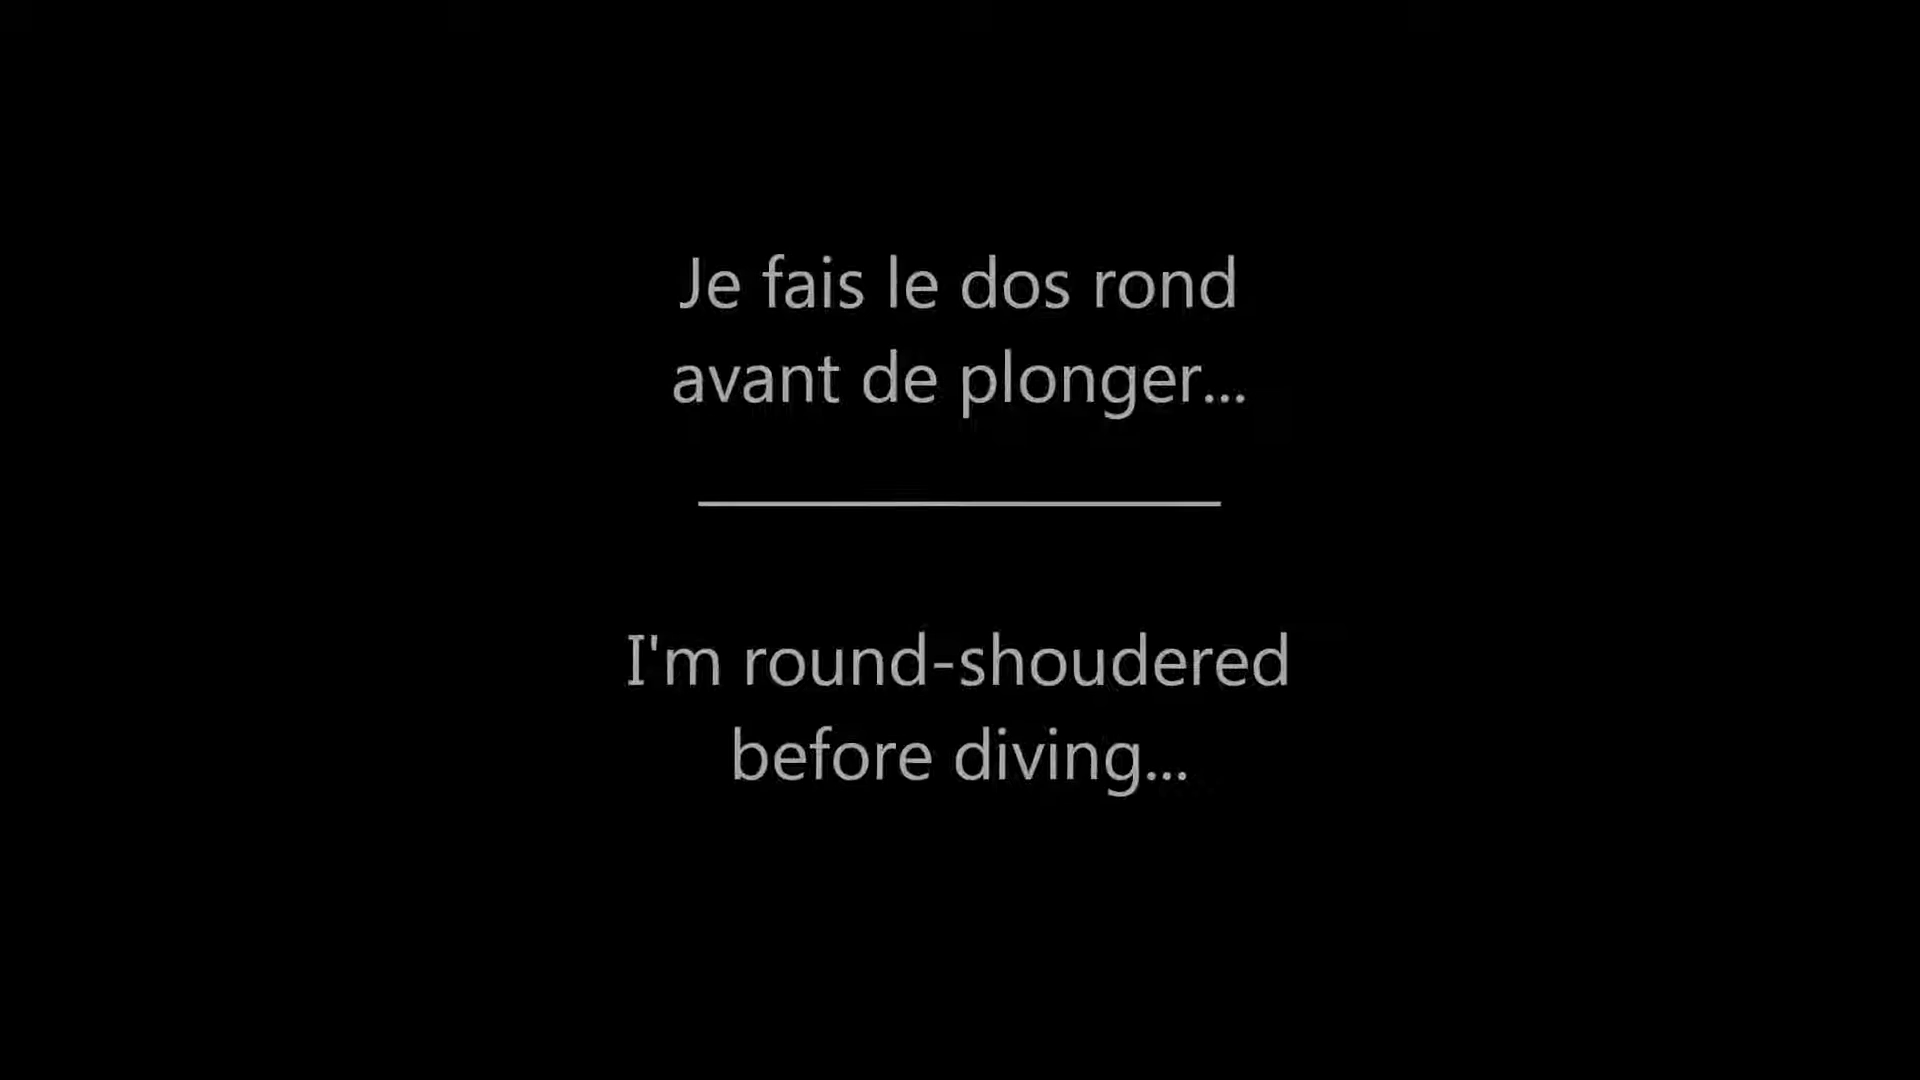 Je fais le dos rond
avant de plonger...
I'm round-shoudered
before diving...